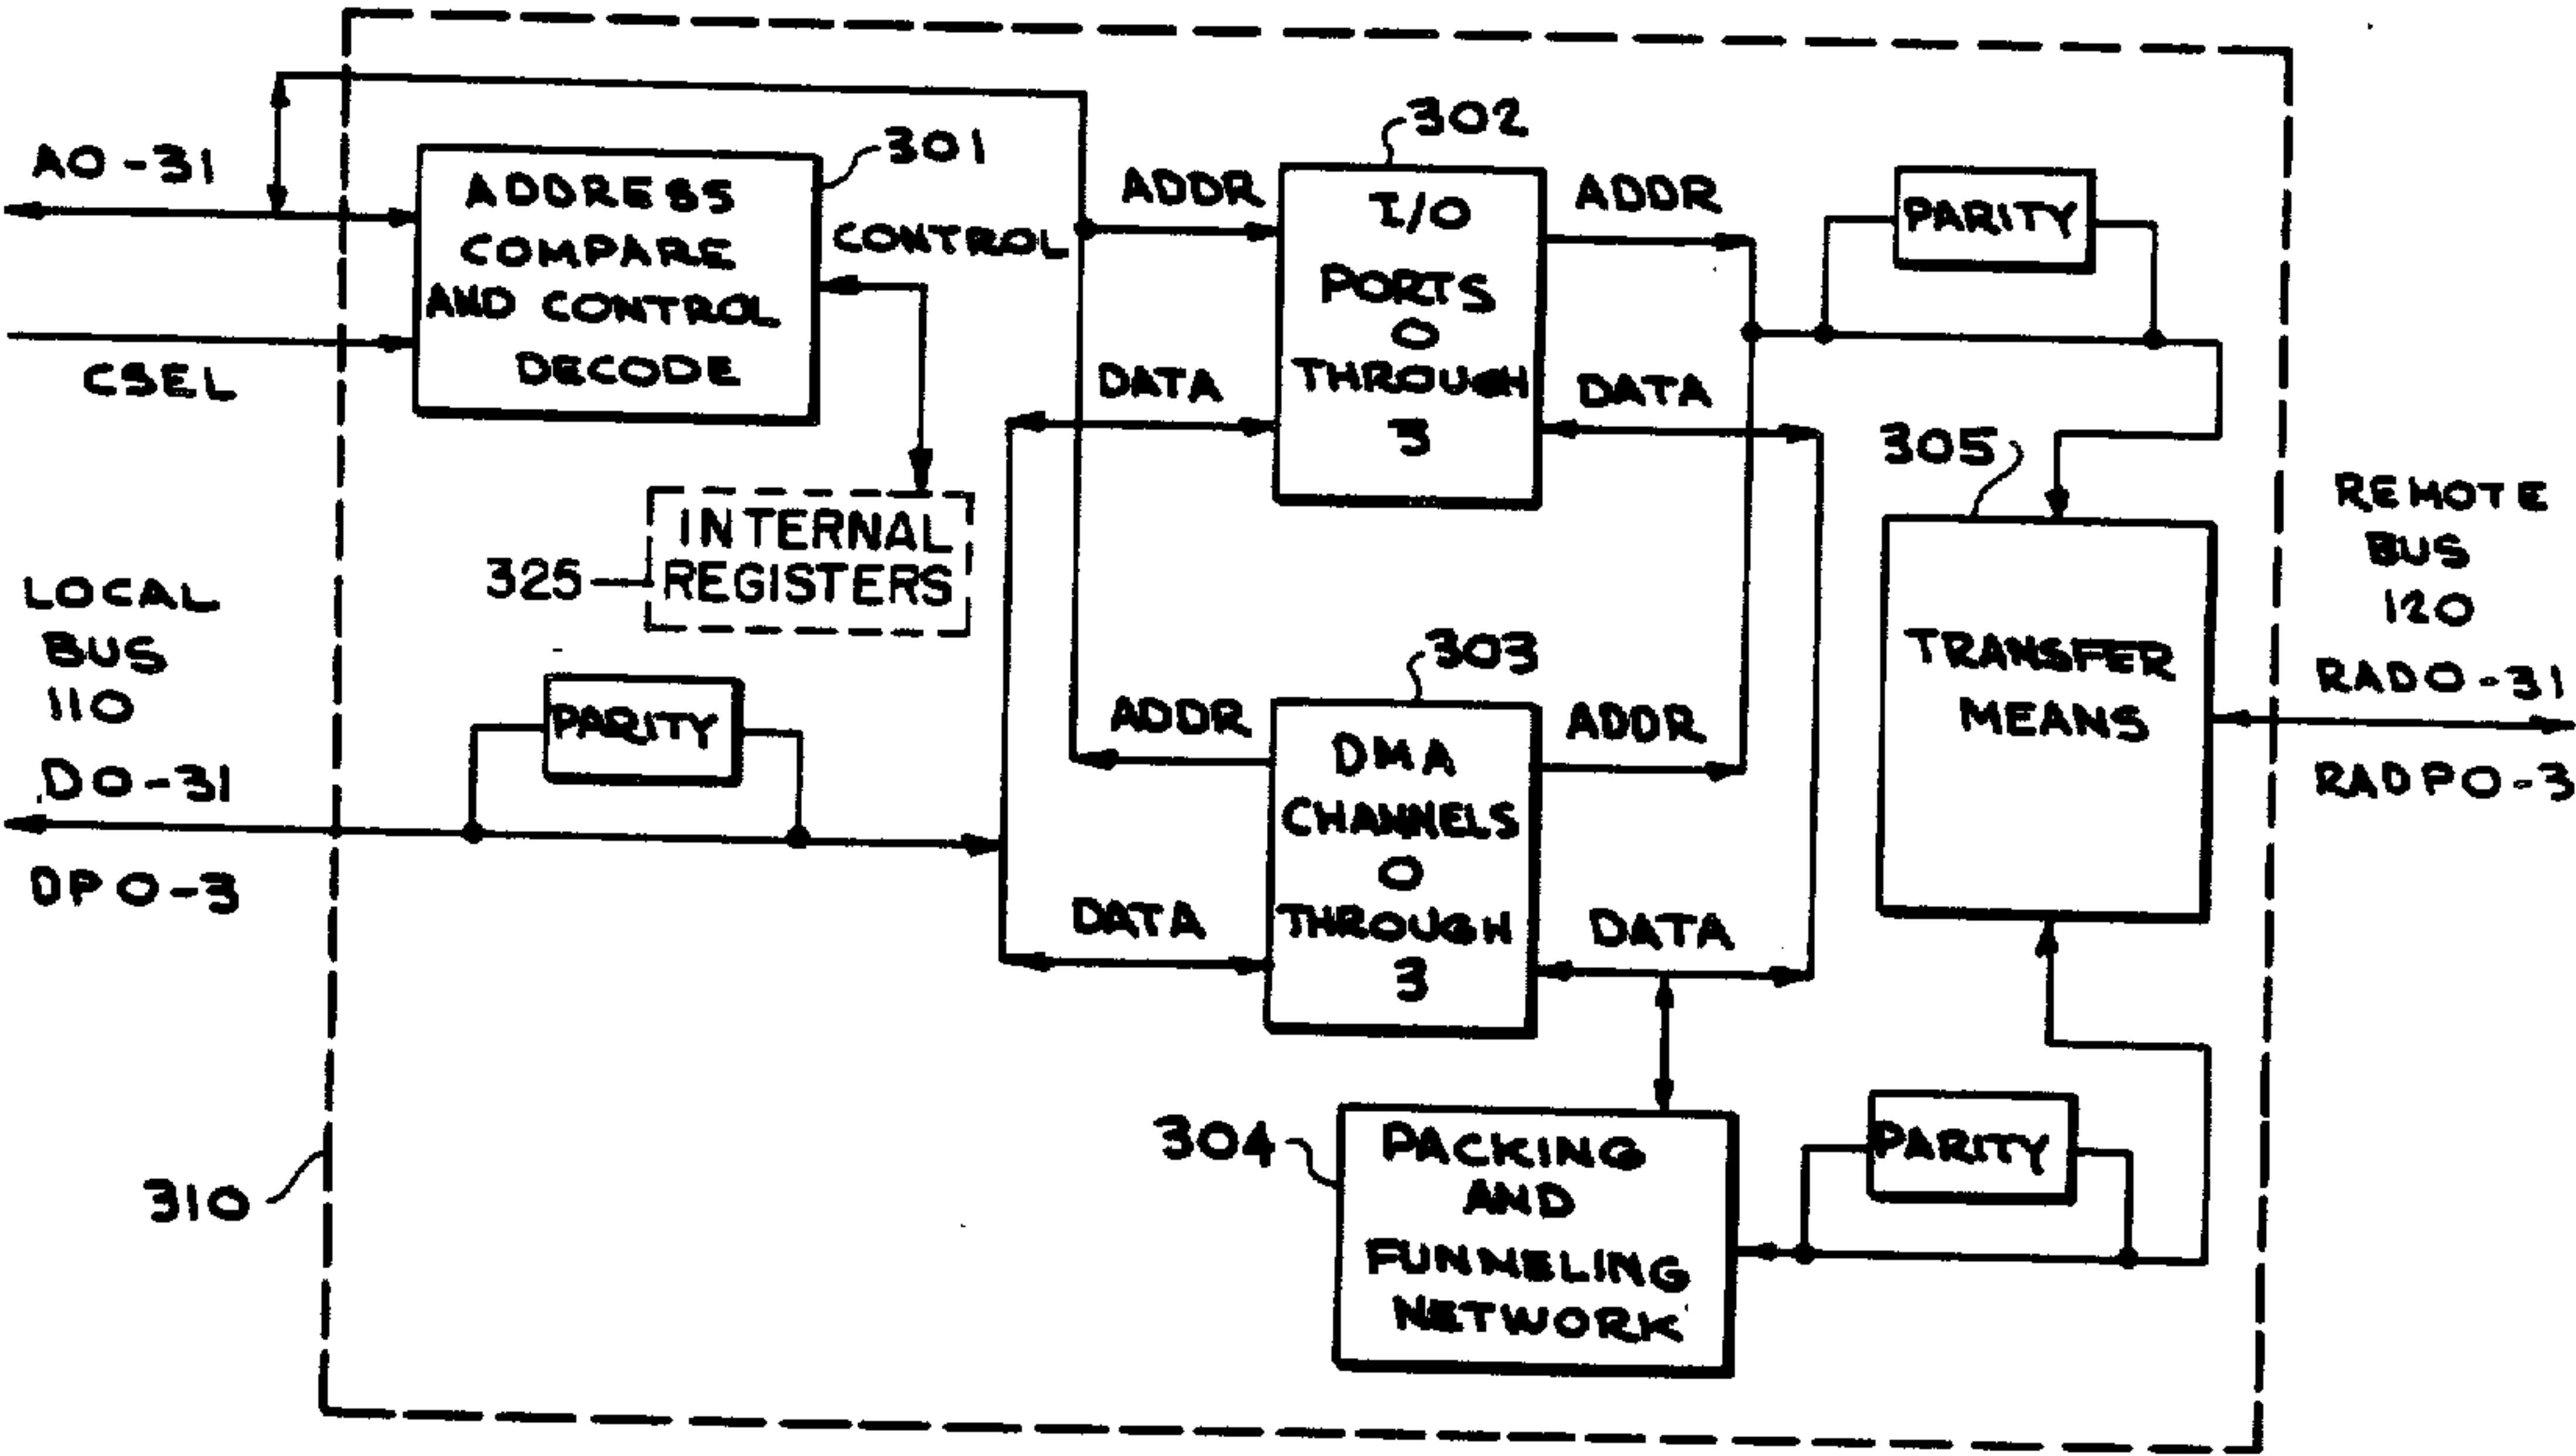 A0-31
CSEL
LOCAL
BUS
110
D0-31
DP0-3
310
ADDRESS
COMPARE
AND CONTROL
DECODE
301
CONTROL
INTERNAL
REGISTERS
325
PARITY
ADDR
DATA
302
I/O
PORTS
0
THROUGH
3
ADDR
DATA
PARITY
ADDR
DATA
303
DMA
CHANNELS
0
THROUGH
3
ADDR
DATA
304
PACKING
AND
FUNNELING
NETWORK
PARITY
305
TRANSFER
MEANS
REMOTE
BUS
120
RAD0-31
RADP0-3